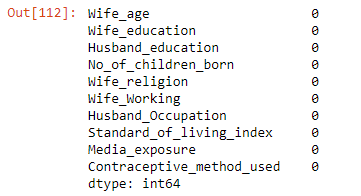 Out[112]: Wife_age 0
Wife_education 0
Husband_education 0
No_of_children_born 0
Wife_religion 0
Wife_Working 0
Husband_Occupation 0
Standard_of_living_index 0
Media_exposure 0
Contraceptive_method_used 0
dtype: int64